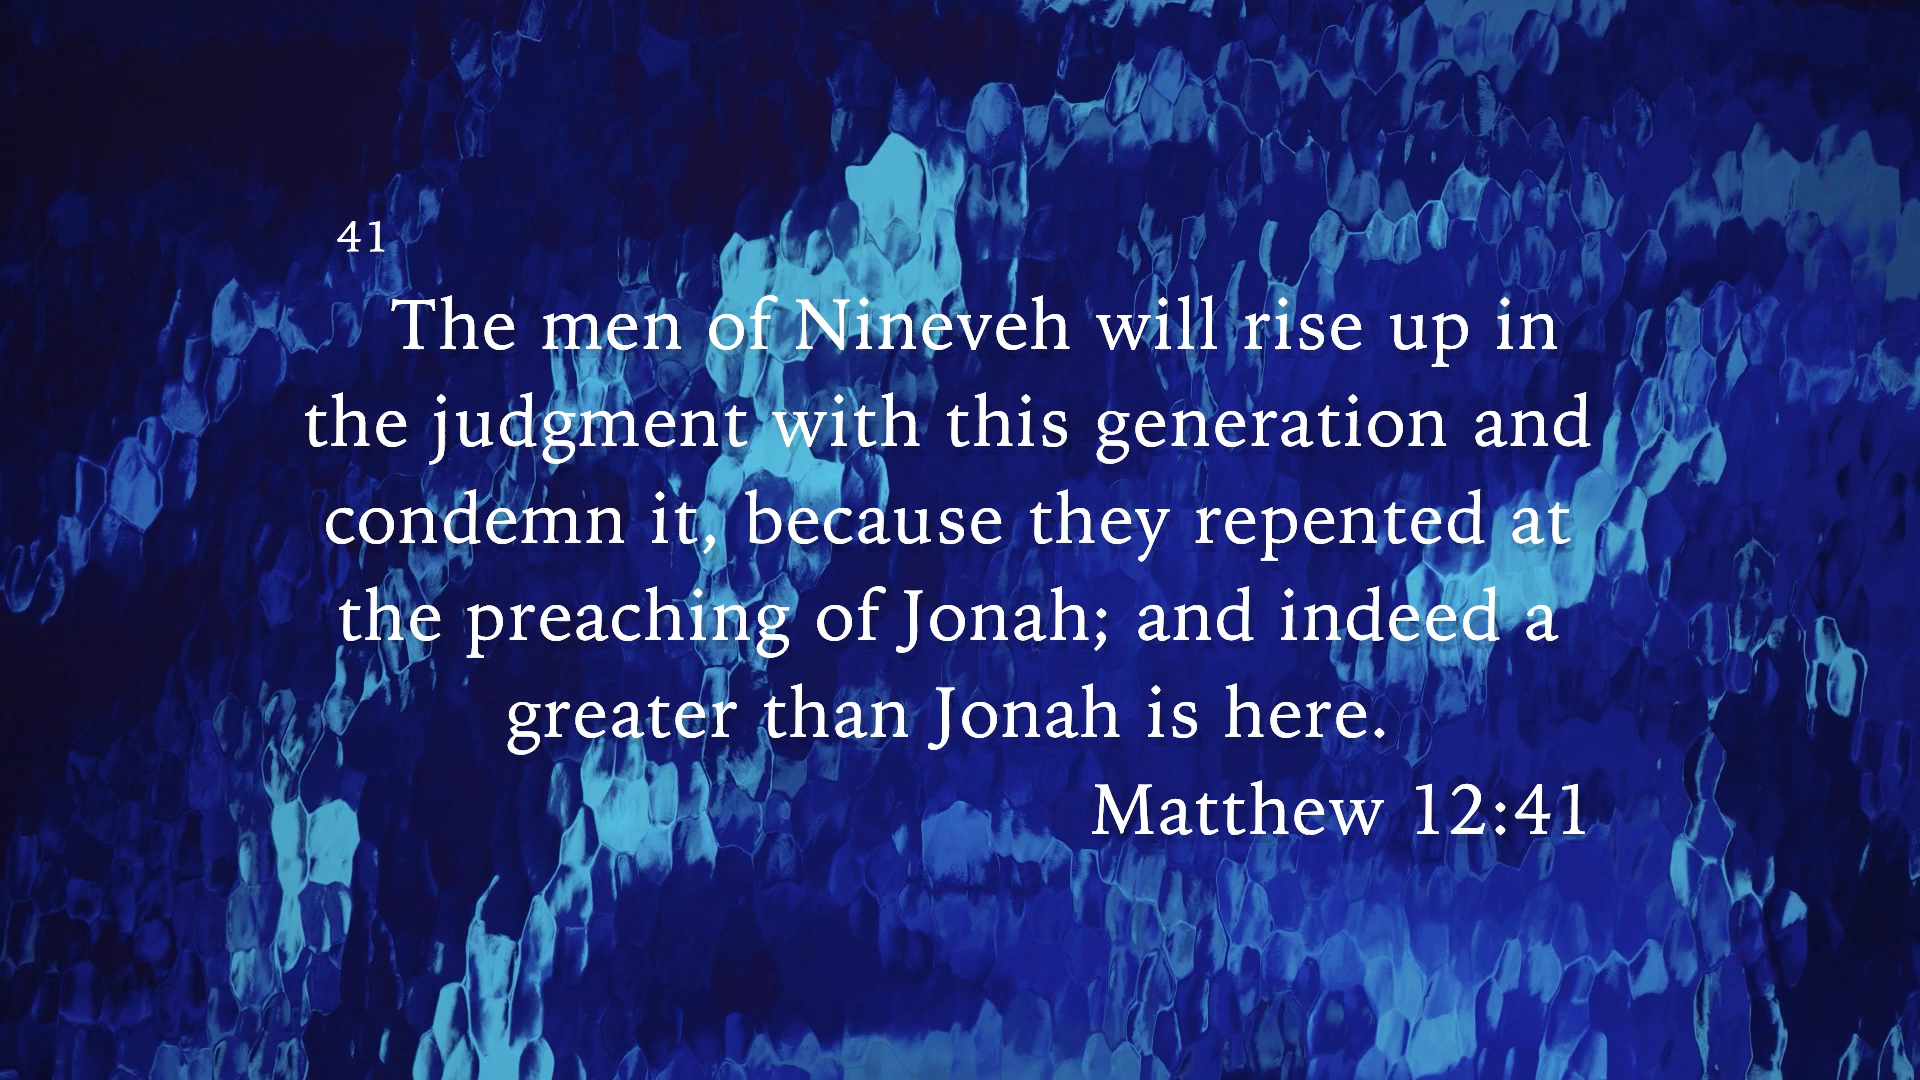 41
The men of Nineveh will rise up in
the judgment with this generation and
condemn it, because they repented at
the preaching of Jonah; and indeed a
greater than Jonah is here.
Matthew 12:41